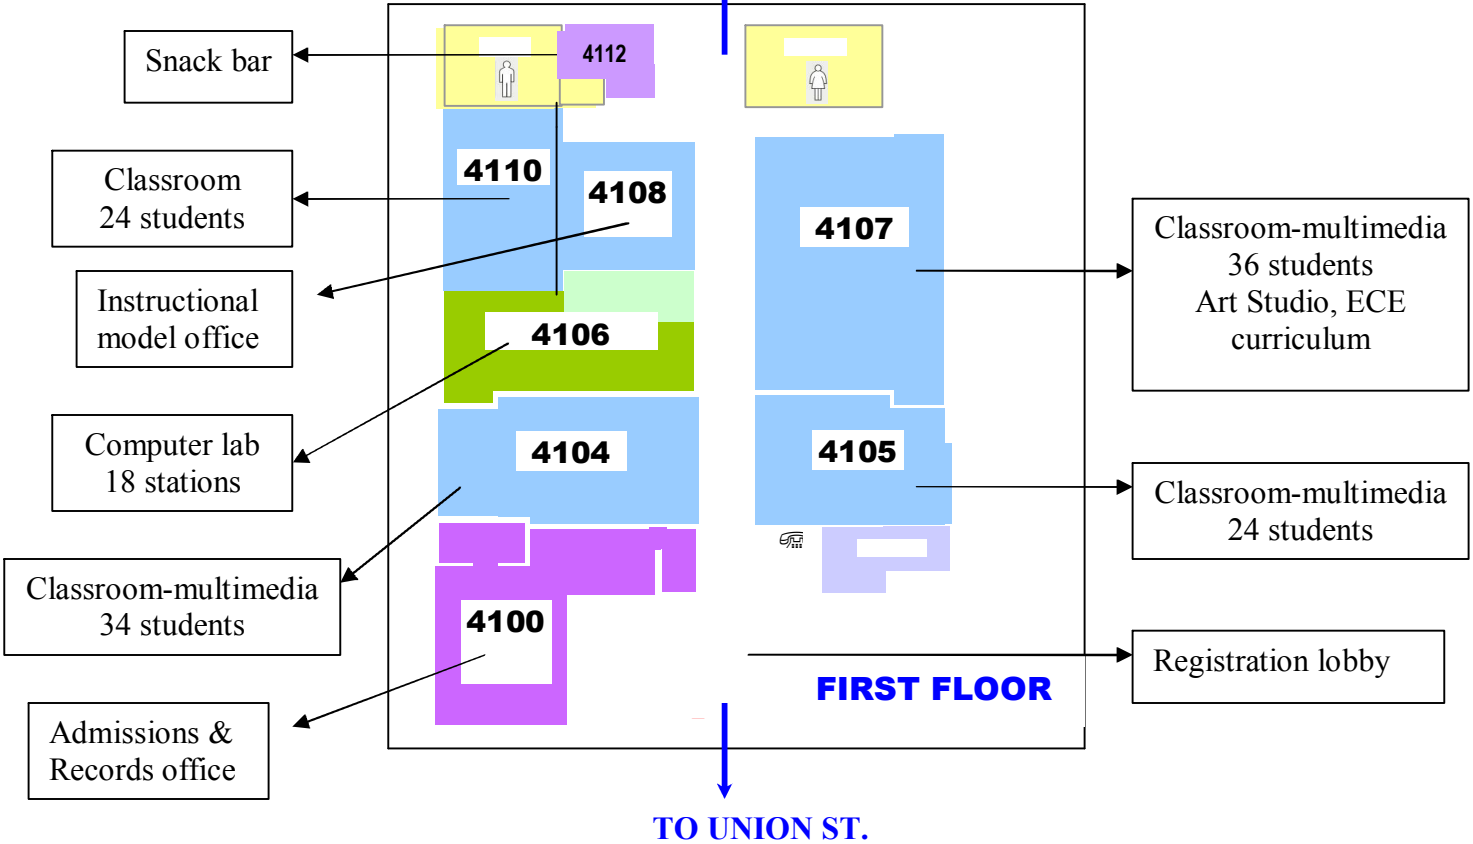 Snack bar
4112
Classroom
24 students
4110
4108
4107
Classroom-multimedia
36 students
Art Studio, ECE
curriculum
Instructional
model office
4106
Computer lab
18 stations
4104
4105
Classroom-multimedia
24 students
Classroom-multimedia
34 students
4100
Registration lobby
FIRST FLOOR
Admissions &
Records office
TO UNION ST.